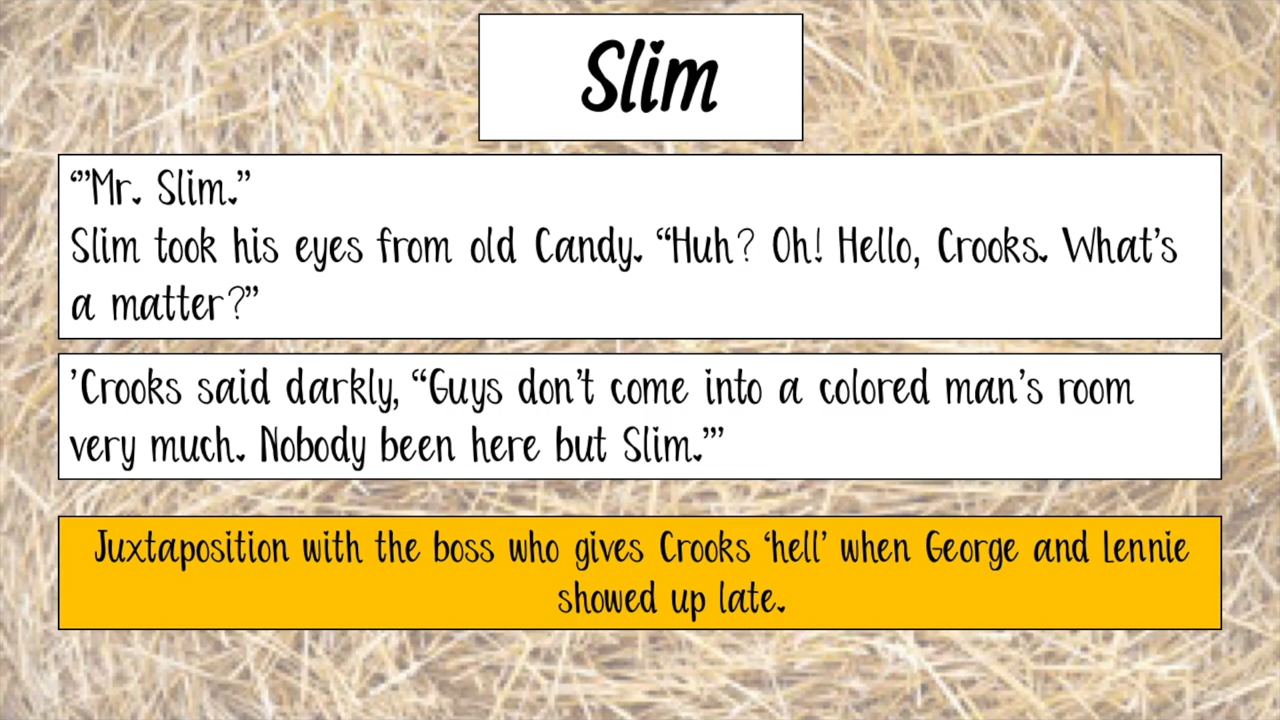 Slim
“”Mr. Slim.”
Slim took his eyes from old Candy. “Huh? Oh! Hello, Crooks. What’s
a matter?”
’Crooks said darkly, “Guys don’t come into a colored man’s room
very much. Nobody been here but Slim.”’
Juxtaposition with the boss who gives Crooks ‘hell’ when George and Lennie
showed up late.